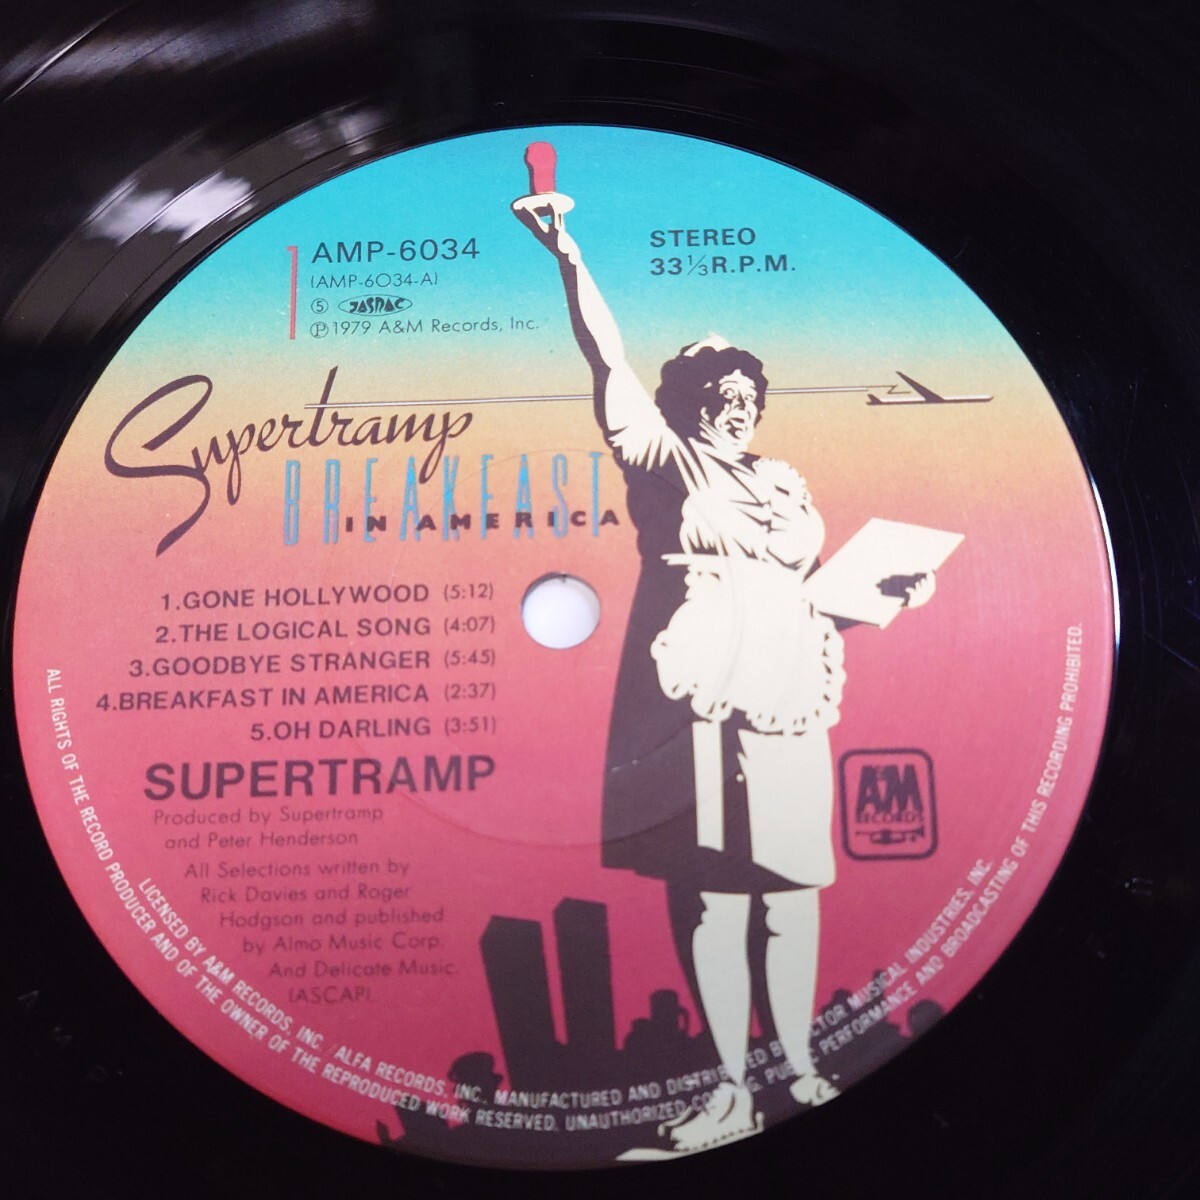 1
AMP-6034
(AMP-6034-A)
⑤ JASRAC
Ⓟ1979 A&M Records, Inc.
STEREO
33⅓R.P.M.
Supertramp
BREAKFAST
IN AMERICA
1.GONE HOLLYWOOD (5:12)
2.THE LOGICAL SONG (4:07)
3.GOODBYE STRANGER (5:45)
4.BREAKFAST IN AMERICA (2:37)
5.OH DARLING (3:51)
SUPERTRAMP
Produced by Supertramp
and Peter Henderson
All Selections written by
Rick Davies and Roger
Hodgson and published
by Almo Music Corp.
And Delicate Music.
(ASCAP).
A&M
RECORDS
LICENSED BY A&M RECORDS, INC. / ALFA RECORDS, INC., MANUFACTURED AND DISTRIBUTED BY VICTOR MUSICAL INDUSTRIES, INC.
ALL RIGHTS OF THE RECORD PRODUCER AND OF THE OWNER OF THE REPRODUCED WORK RESERVED. UNAUTHORIZED PUBLIC PERFORMANCE AND BROADCASTING OF THIS RECORDING PROHIBITED.